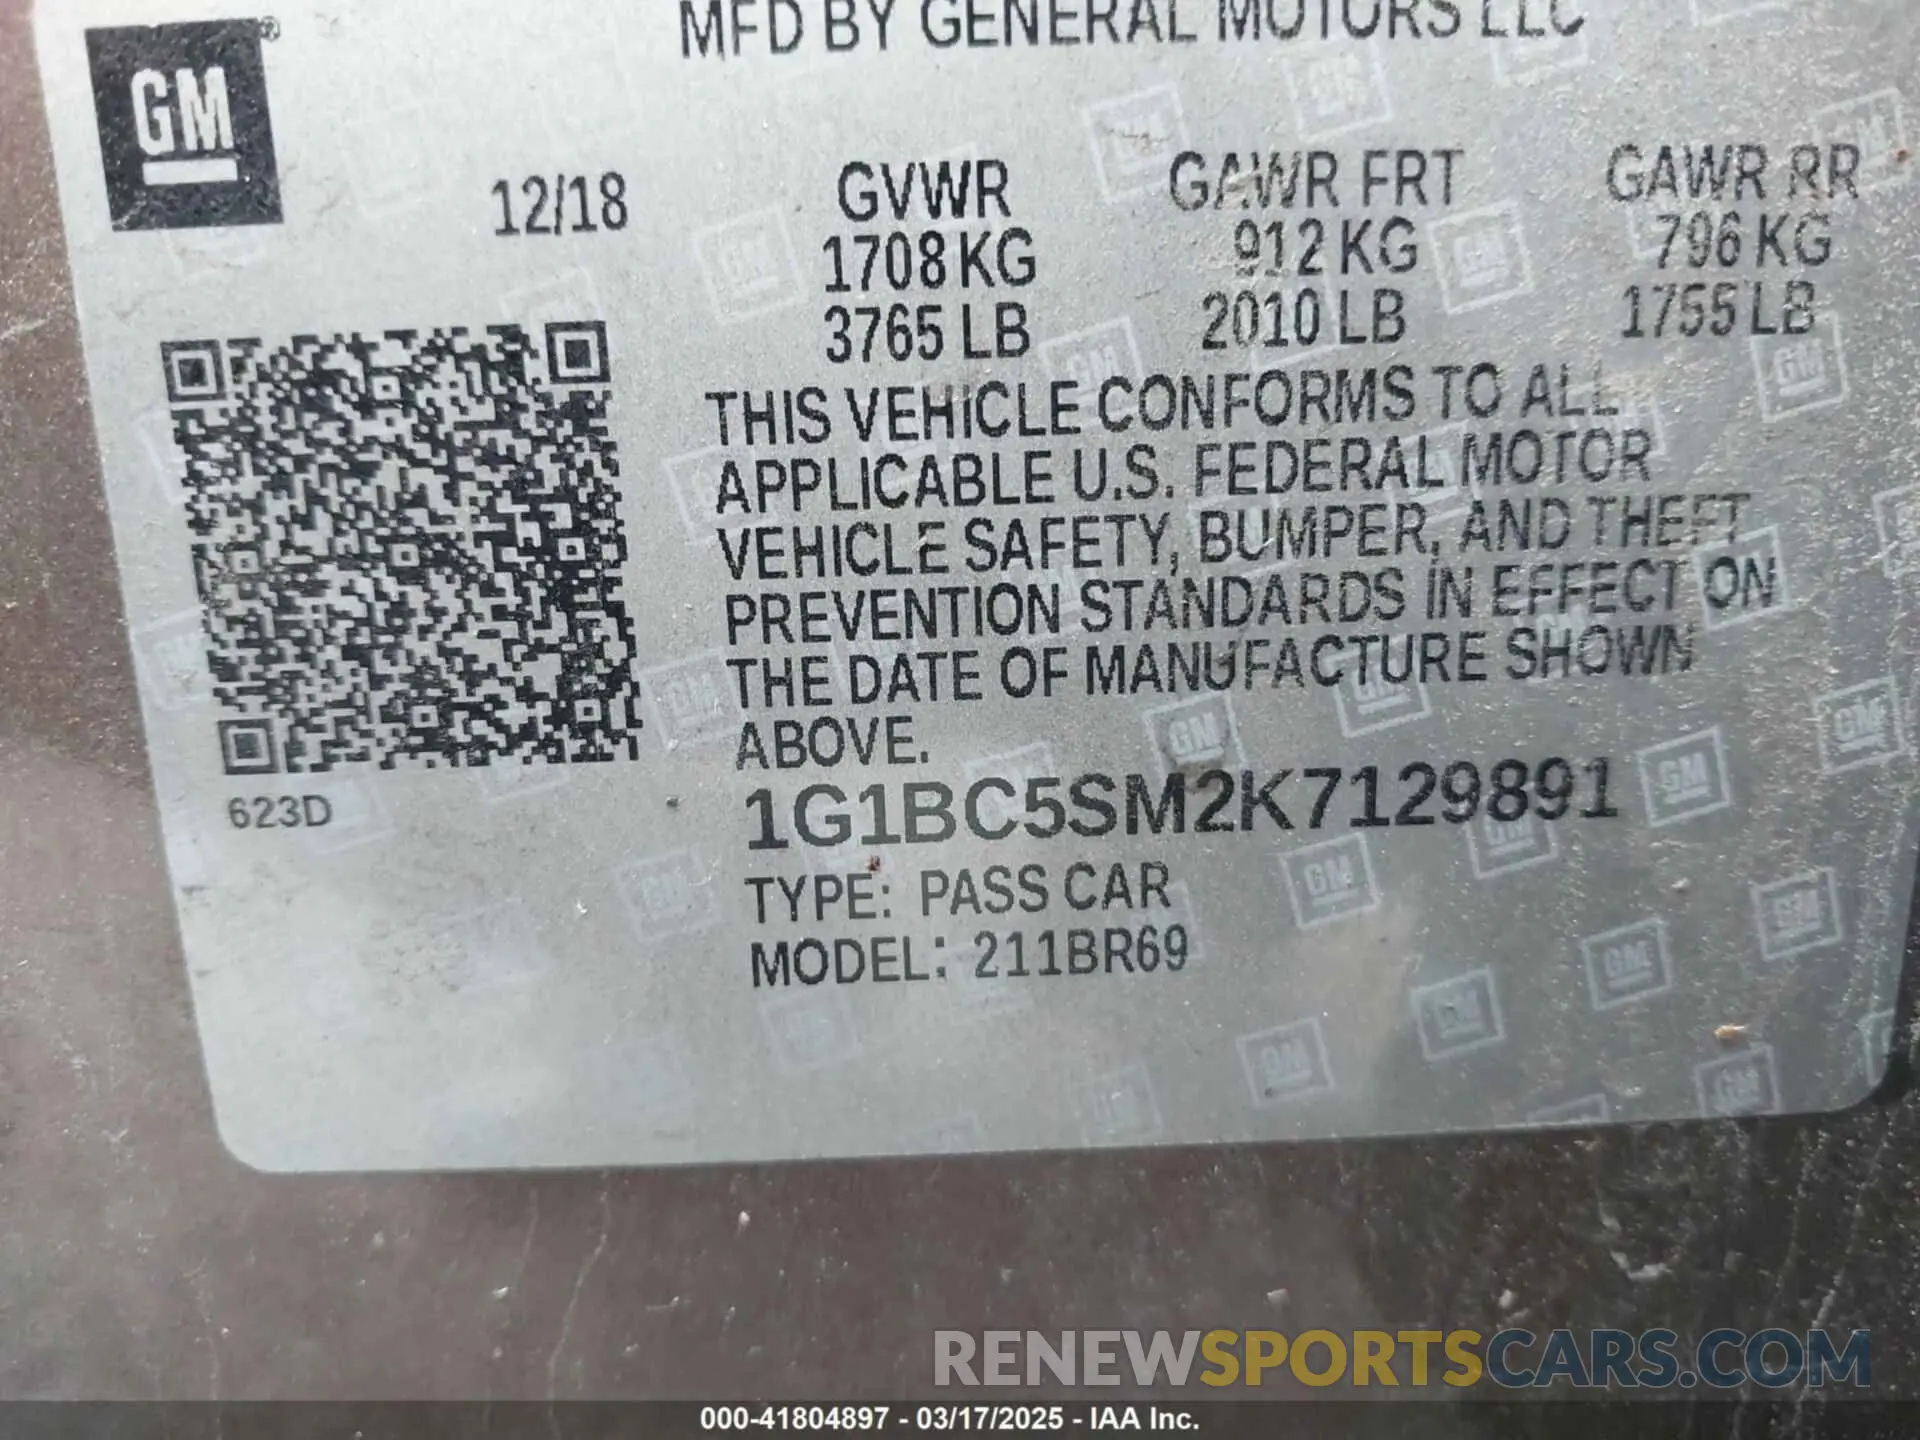 MFD BY GENERAL MOTORS LLC
GM®
12/18
GVWR
1708 KG
3765 LB
GAWR FRT
912 KG
2010 LB
GAWR RR
796 KG
1755 LB
THIS VEHICLE CONFORMS TO ALL
APPLICABLE U.S. FEDERAL MOTOR
VEHICLE SAFETY, BUMPER, AND THEFT
PREVENTION STANDARDS IN EFFECT ON
THE DATE OF MANUFACTURE SHOWN
ABOVE.
623D
1G1BC5SM2K7129891
TYPE: PASS CAR
MODEL: 211BR69
RENEWSPORTSCARS.COM
000-41804897 - 03/17/2025 - IAA Inc.